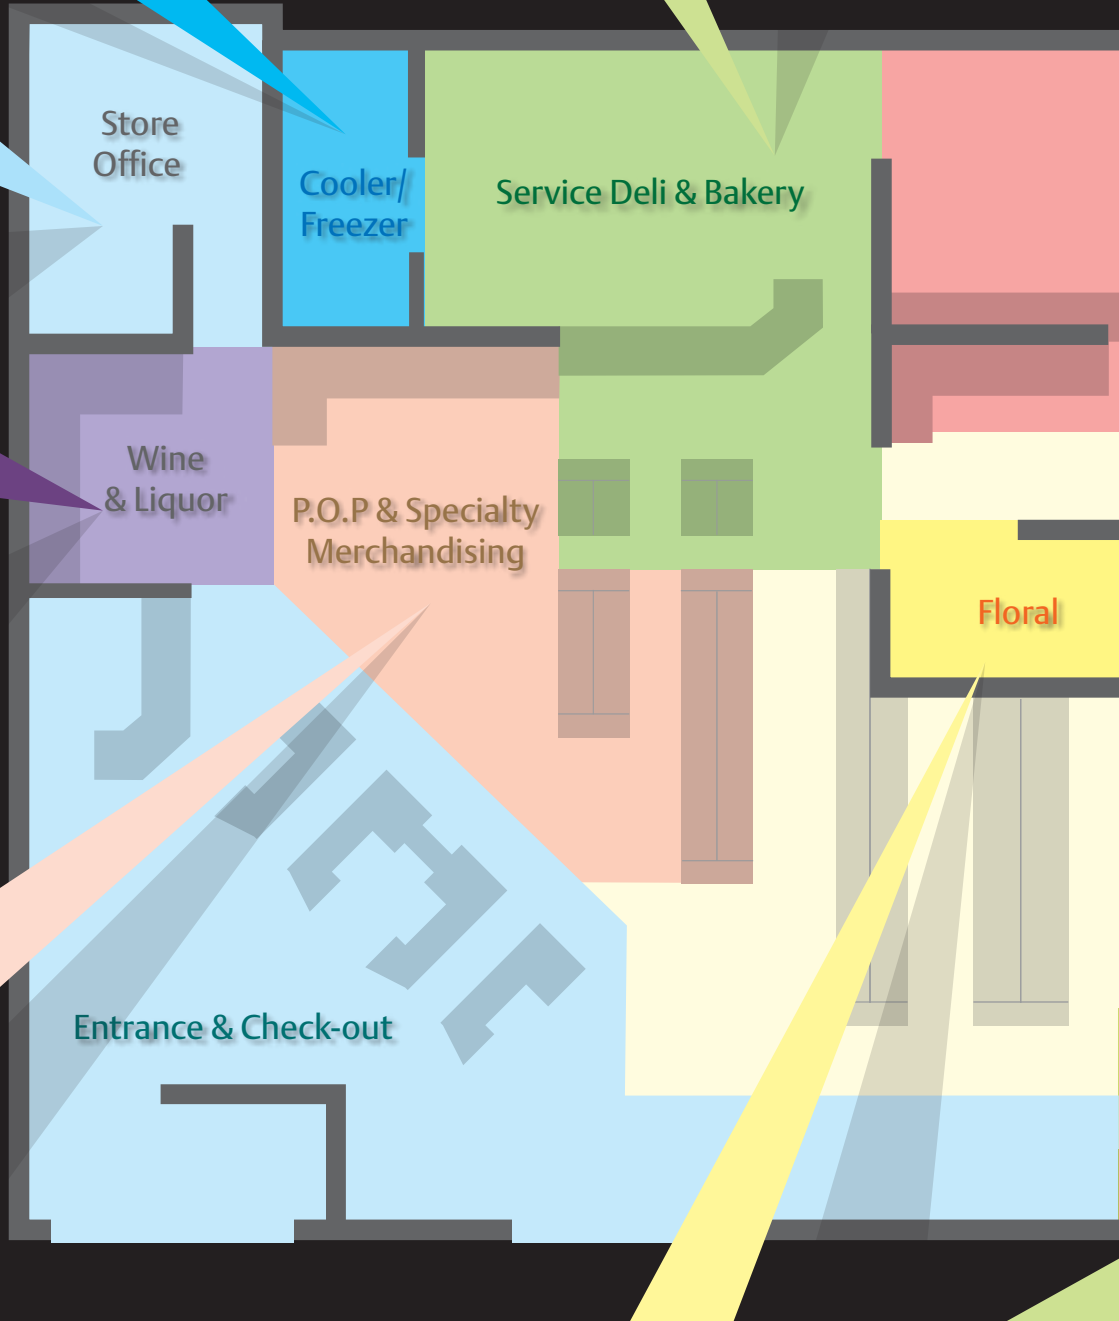 Store
Office
Cooler/
Freezer
Service Deli & Bakery
Wine
& Liquor
P.O.P & Specialty
Merchandising
Floral
Entrance & Check-out